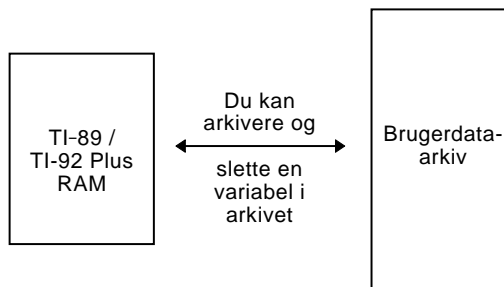 TI-89 /
TI-92 Plus
RAM
Du kan
arkivere og
slette en
variabel i
arkivet
Brugerdata-
arkiv